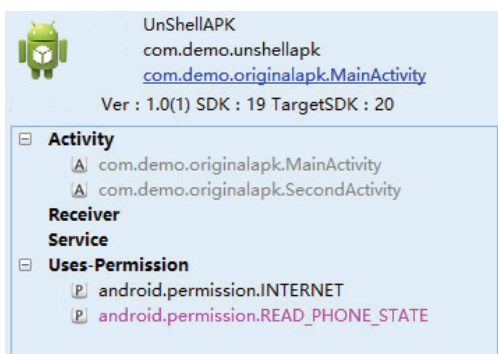 UnShellAPK
com.demo.unshellapk
com.demo.originalapk.MainActivity
Ver : 1.0(1) SDK : 19 TargetSDK : 20
Activity
A com.demo.originalapk.MainActivity
A com.demo.originalapk.SecondActivity
Receiver
Service
Uses-Permission
P android.permission.INTERNET
P android.permission.READ_PHONE_STATE